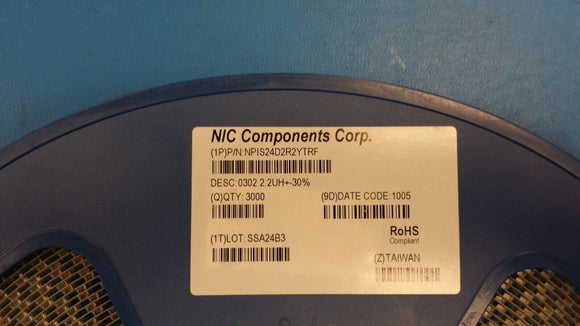 NIC Components Corp.
(1P)P/N:NPIS24D2R2YTRF
DESC:0302 2.2UH+-30%
(Q)QTY: 3000 (9D)DATE CODE:1005
(1T)LOT: SSA24B3
RoHS
Compliant
(Z)TAIWAN